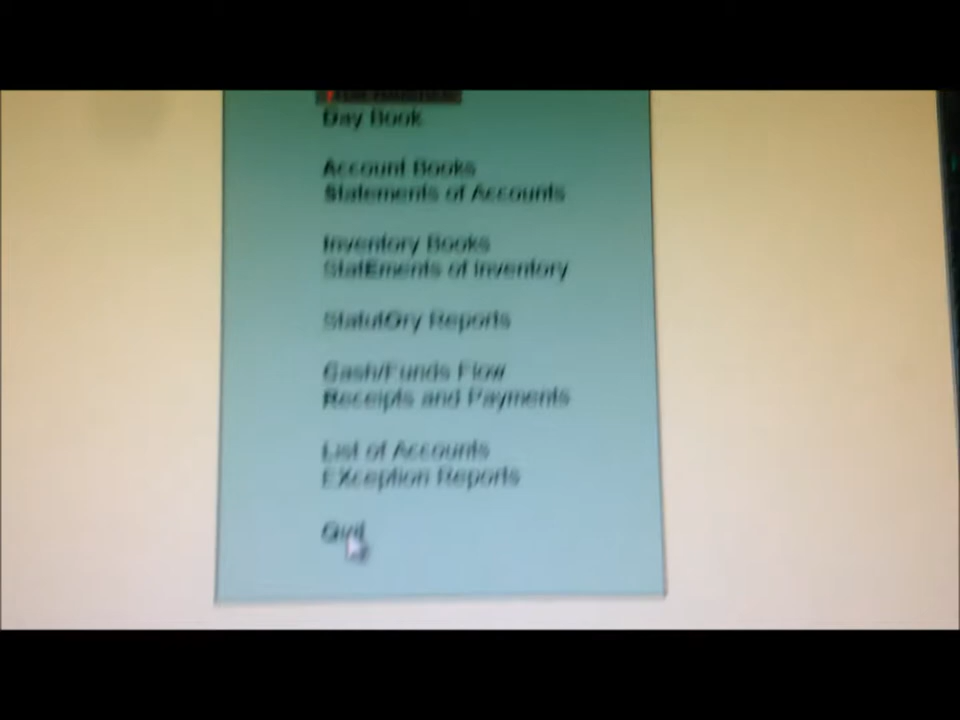 Day Book
Account Books
Statements of Accounts
Inventory Books
StatEments of Inventory
StatutOry Reports
Cash/Funds Flow
Receipts and Payments
List of Accounts
EXception Reports
Quit